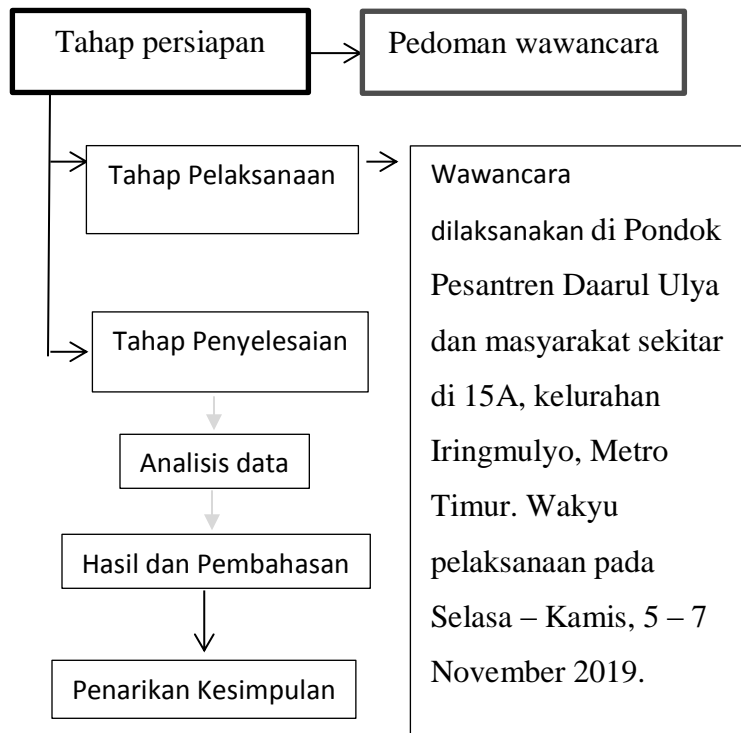 Tahap persiapan
Pedoman wawancara
Tahap Pelaksanaan
Wawancara
dilaksanakan di Pondok
Pesantren Daarul Ulya
dan masyarakat sekitar
di 15A, kelurahan
Iringmulyo, Metro
Timur. Wakyu
pelaksanaan pada
Selasa – Kamis, 5 – 7
November 2019.
Tahap Penyelesaian
Analisis data
Hasil dan Pembahasan
Penarikan Kesimpulan